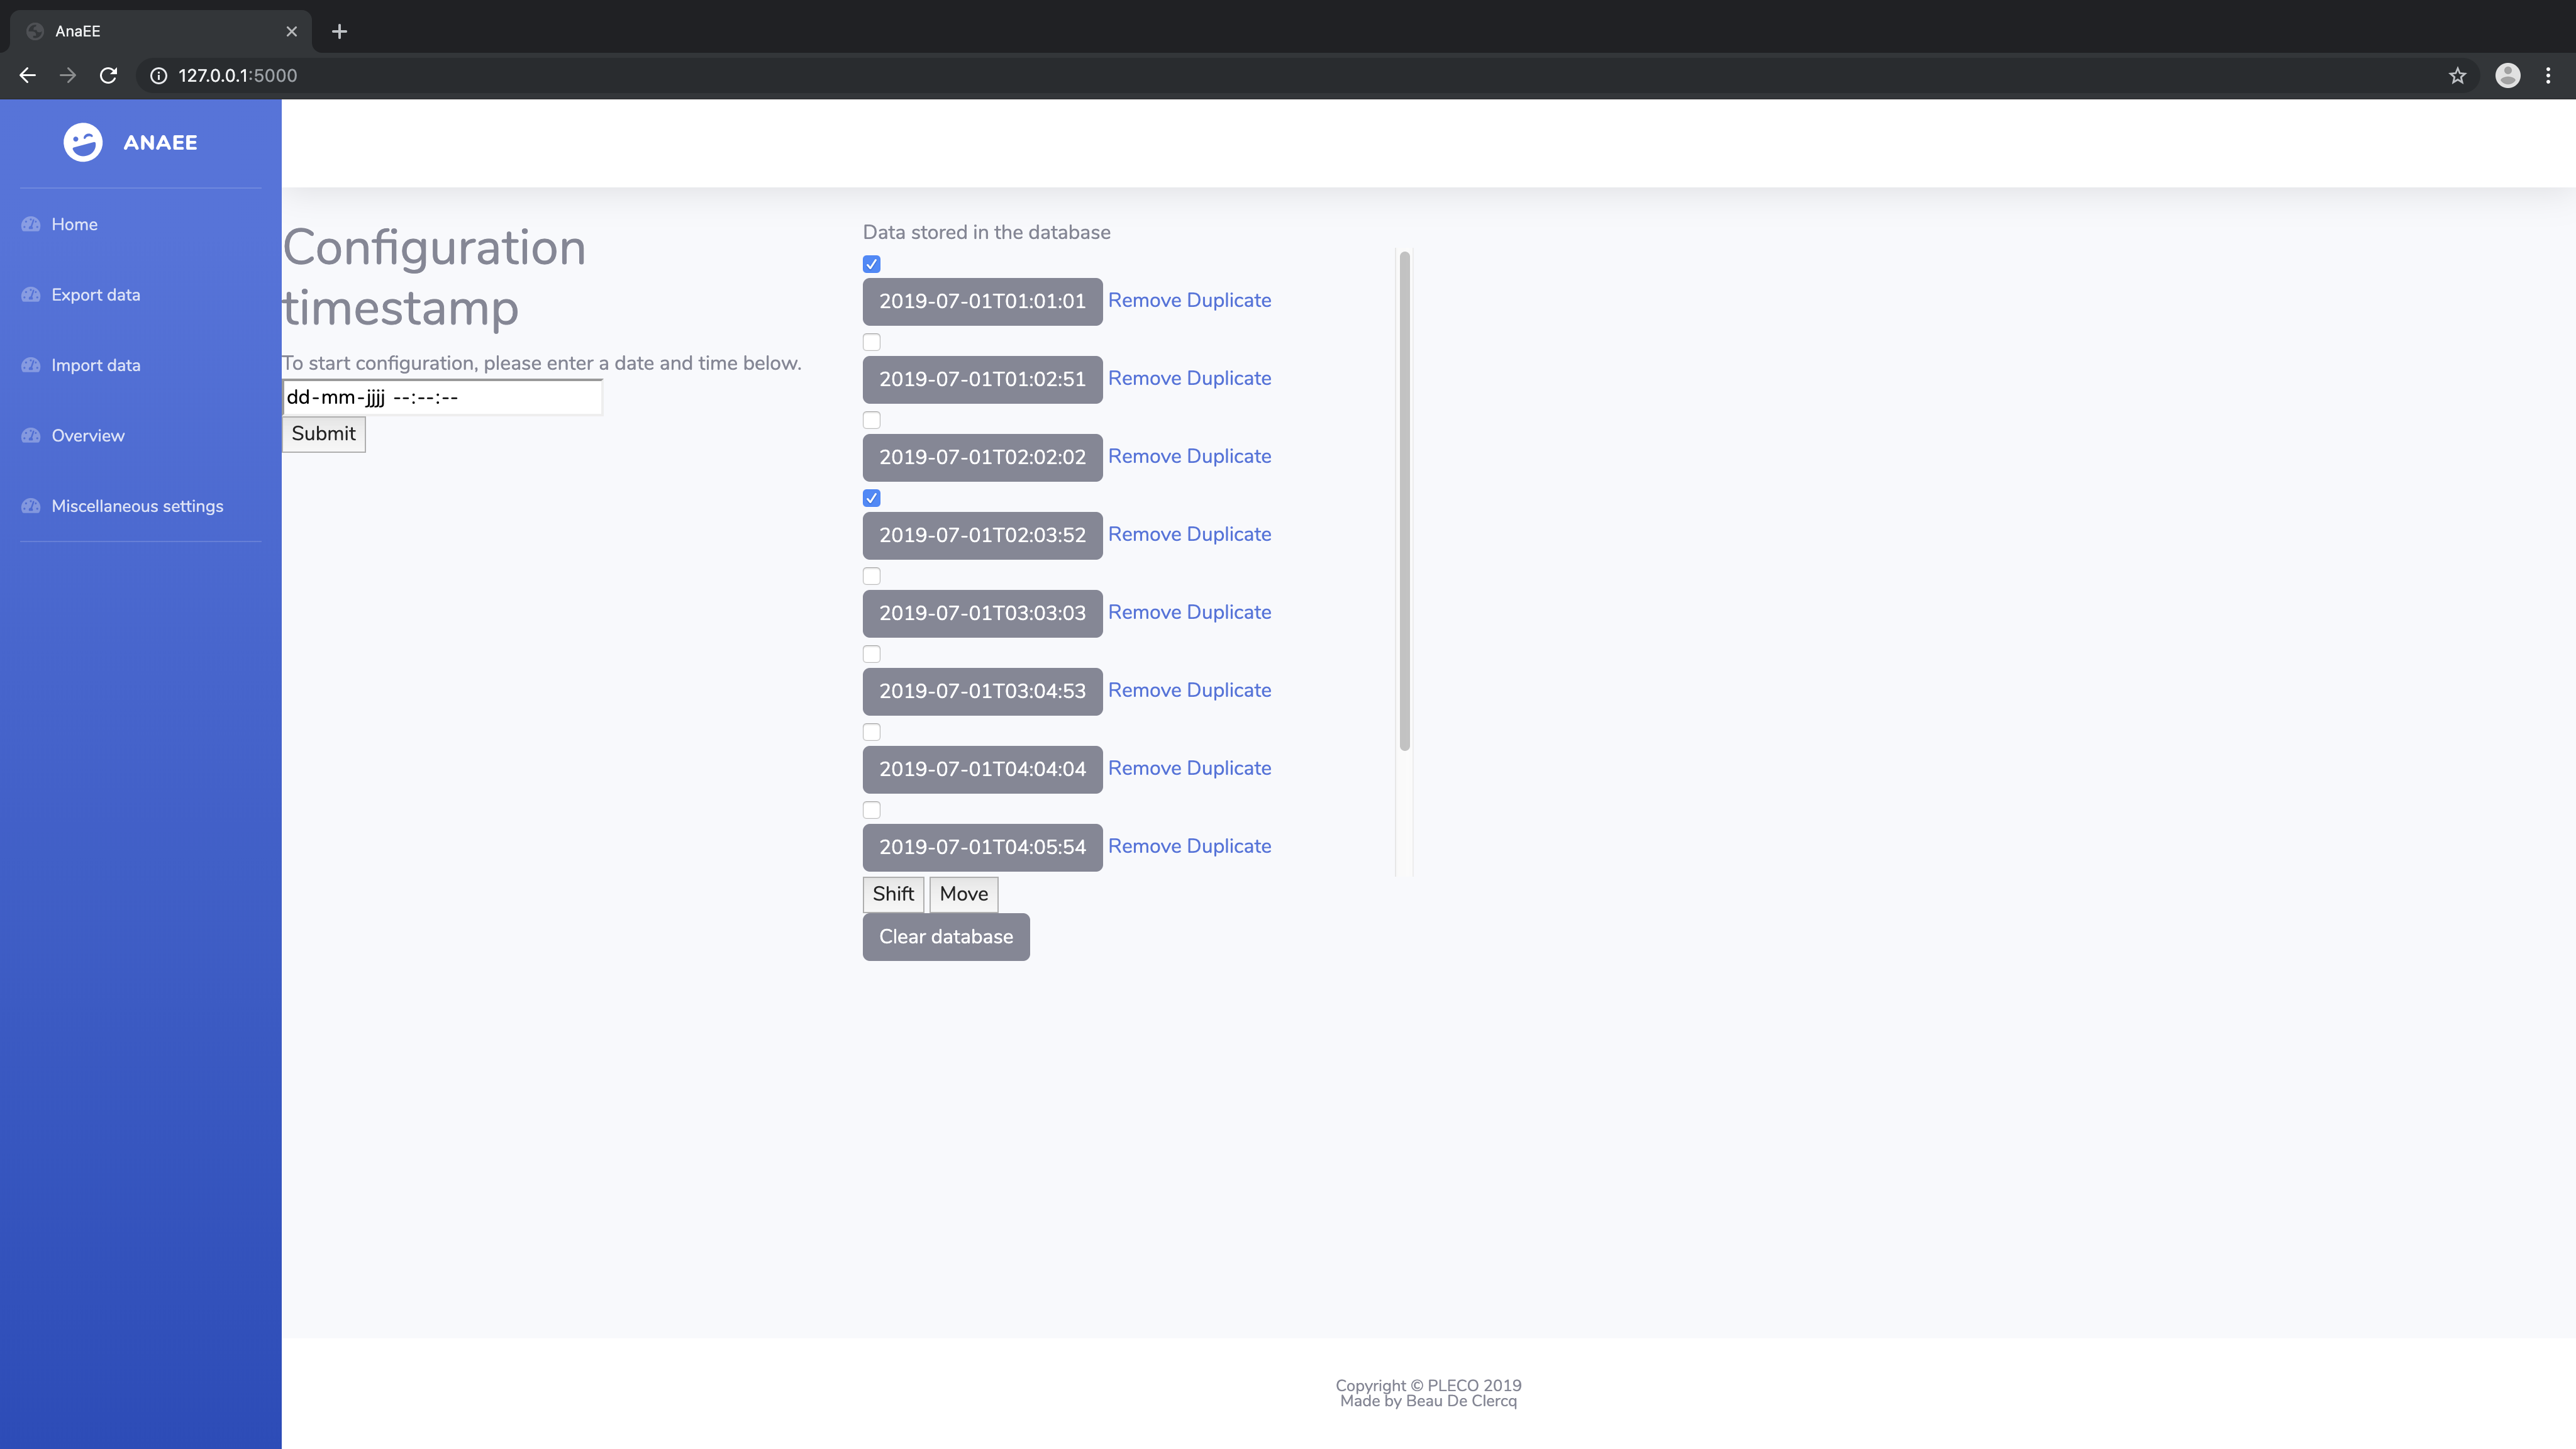 AnaEE
127.0.0.1:5000
ANAEE
Home
Export data
Import data
Overview
Miscellaneous settings
Configuration
timestamp
To start configuration, please enter a date and time below.
dd-mm-jjjj --:--:--
Submit
Data stored in the database
2019-07-01T01:01:01 Remove Duplicate
2019-07-01T01:02:51 Remove Duplicate
2019-07-01T02:02:02 Remove Duplicate
2019-07-01T02:03:52 Remove Duplicate
2019-07-01T03:03:03 Remove Duplicate
2019-07-01T03:04:53 Remove Duplicate
2019-07-01T04:04:04 Remove Duplicate
2019-07-01T04:05:54 Remove Duplicate
Shift Move
Clear database
Copyright © PLECO 2019
Made by Beau De Clercq